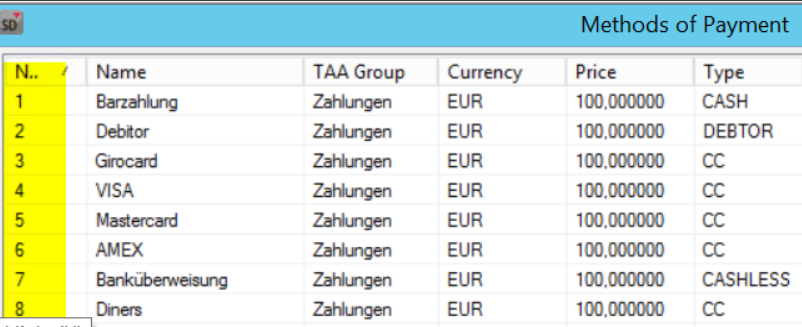 SD
Methods of Payment
N.. Name TAA Group Currency Price Type
1 Barzahlung Zahlungen EUR 100,000000 CASH
2 Debitor Zahlungen EUR 100,000000 DEBTOR
3 Girocard Zahlungen EUR 100,000000 CC
4 VISA Zahlungen EUR 100,000000 CC
5 Mastercard Zahlungen EUR 100,000000 CC
6 AMEX Zahlungen EUR 100,000000 CC
7 Banküberweisung Zahlungen EUR 100,000000 CASHLESS
8 Diners Zahlungen EUR 100,000000 CC